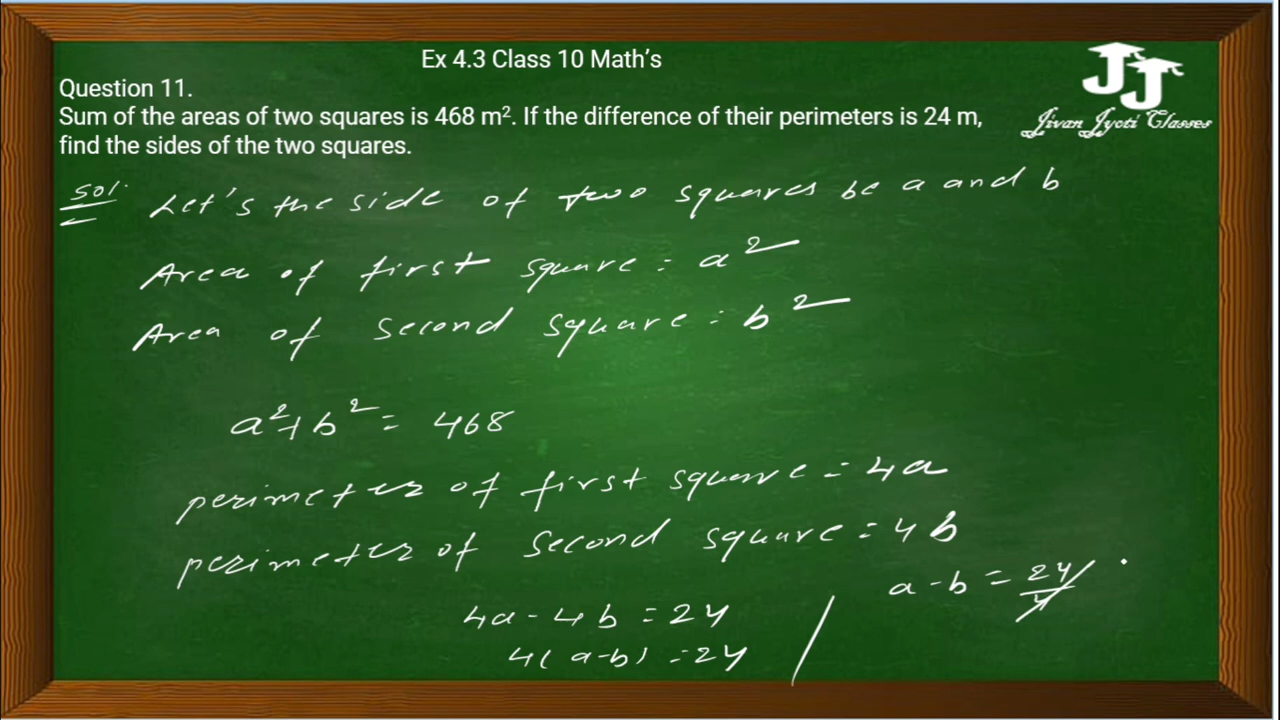 Ex 4.3 Class 10 Math's
JJ
Jivan Jyoti Classes
Question 11.
Sum of the areas of two squares is 468 m². If the difference of their perimeters is 24 m,
find the sides of the two squares.
Sol. Let's the side of two squares be a and b
Area of first square = a²
Area of second square = b²
a² + b² = 468
perimeter of first square = 4a
perimeter of second square = 4b
a - b = 24/4
4a - 4b = 24
4(a-b) = 24